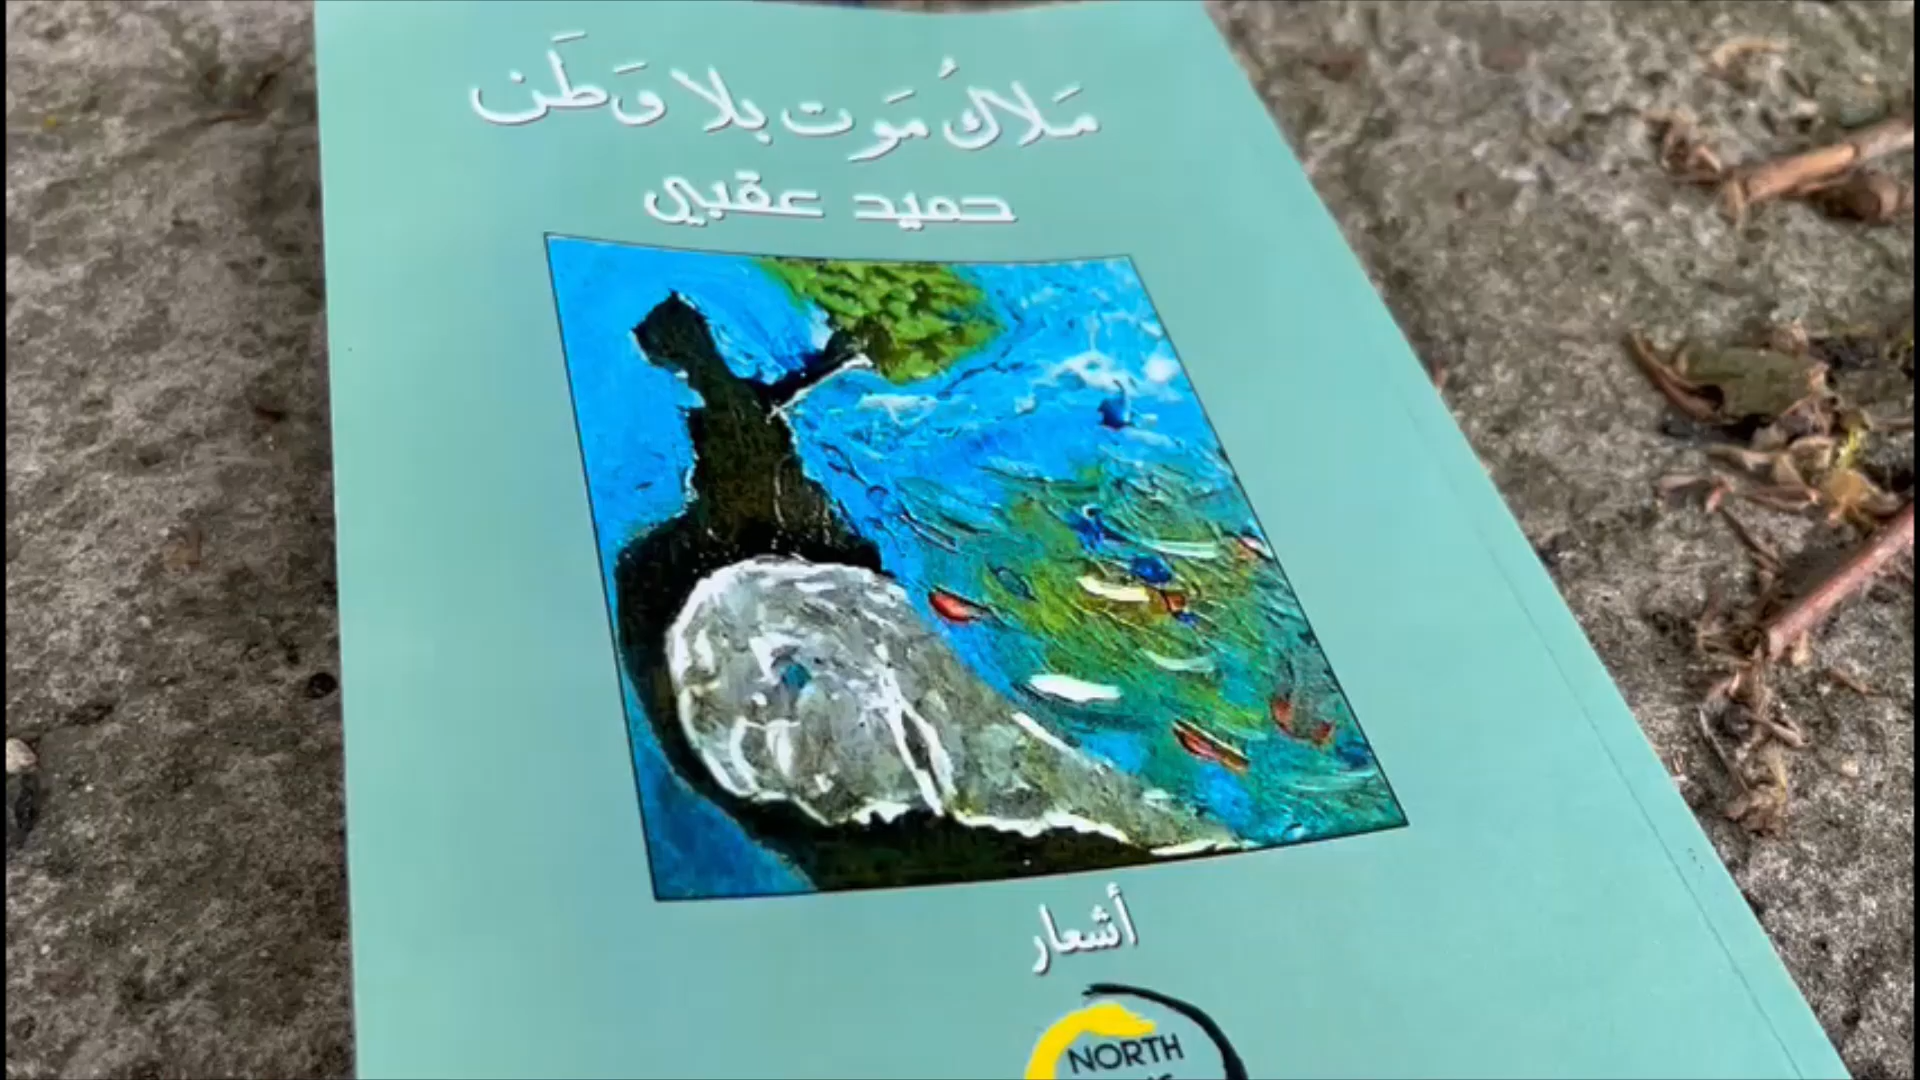 مَلاكُ مَوت بلا وَطَن
حميد عقبي
أشعار
NORTH